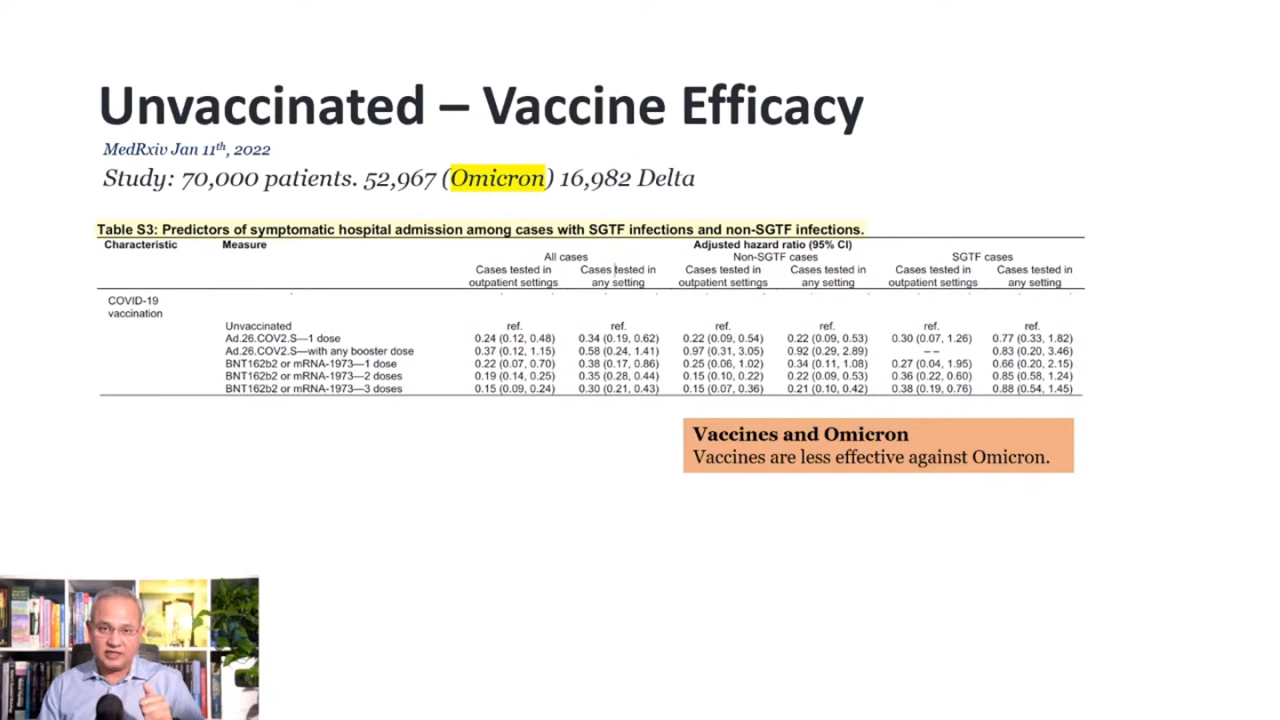 Unvaccinated – Vaccine Efficacy
MedRxiv Jan 11th, 2022
Study: 70,000 patients. 52,967 (Omicron) 16,982 Delta
Table S3: Predictors of symptomatic hospital admission among cases with SGTF infections and non-SGTF infections.
Characteristic Measure Adjusted hazard ratio (95% CI)
All cases Non-SGTF cases SGTF cases
Cases tested in Cases tested in Cases tested in Cases tested in Cases tested in Cases tested in
outpatient settings any setting outpatient settings any setting outpatient settings any setting
COVID-19
vaccination
Unvaccinated ref. ref. ref. ref. ref. ref.
Ad.26.COV2.S—1 dose 0.24 (0.12, 0.48) 0.34 (0.19, 0.62) 0.22 (0.09, 0.54) 0.22 (0.09, 0.53) 0.30 (0.07, 1.26) 0.77 (0.33, 1.82)
Ad.26.COV2.S—with any booster dose 0.37 (0.12, 1.15) 0.58 (0.24, 1.41) 0.97 (0.31, 3.05) 0.92 (0.29, 2.89) – – 0.83 (0.20, 3.46)
BNT162b2 or mRNA-1973—1 dose 0.22 (0.07, 0.70) 0.38 (0.17, 0.86) 0.25 (0.06, 1.02) 0.34 (0.11, 1.08) 0.27 (0.04, 1.95) 0.66 (0.20, 2.15)
BNT162b2 or mRNA-1973—2 doses 0.19 (0.14, 0.25) 0.35 (0.28, 0.44) 0.15 (0.10, 0.22) 0.22 (0.09, 0.53) 0.36 (0.22, 0.60) 0.85 (0.58, 1.24)
BNT162b2 or mRNA-1973—3 doses 0.15 (0.09, 0.24) 0.30 (0.21, 0.43) 0.15 (0.07, 0.36) 0.21 (0.10, 0.42) 0.38 (0.19, 0.76) 0.88 (0.54, 1.45)
Vaccines and Omicron
Vaccines are less effective against Omicron.